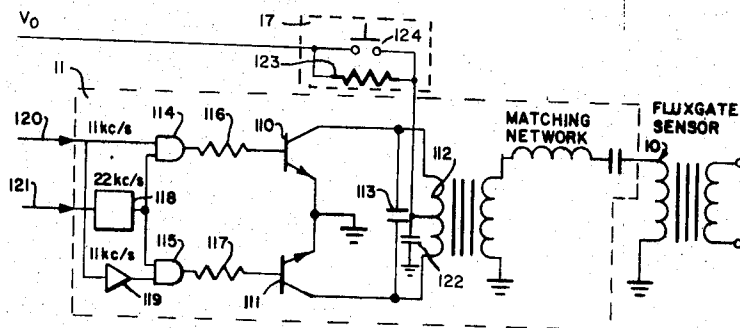 V0
17
124
123
11
120
11kc/s
114
116
110
112
MATCHING
NETWORK
FLUXGATE
SENSOR
10
121
22kc/s
118
113
11kc/s
115
117
122
119
111